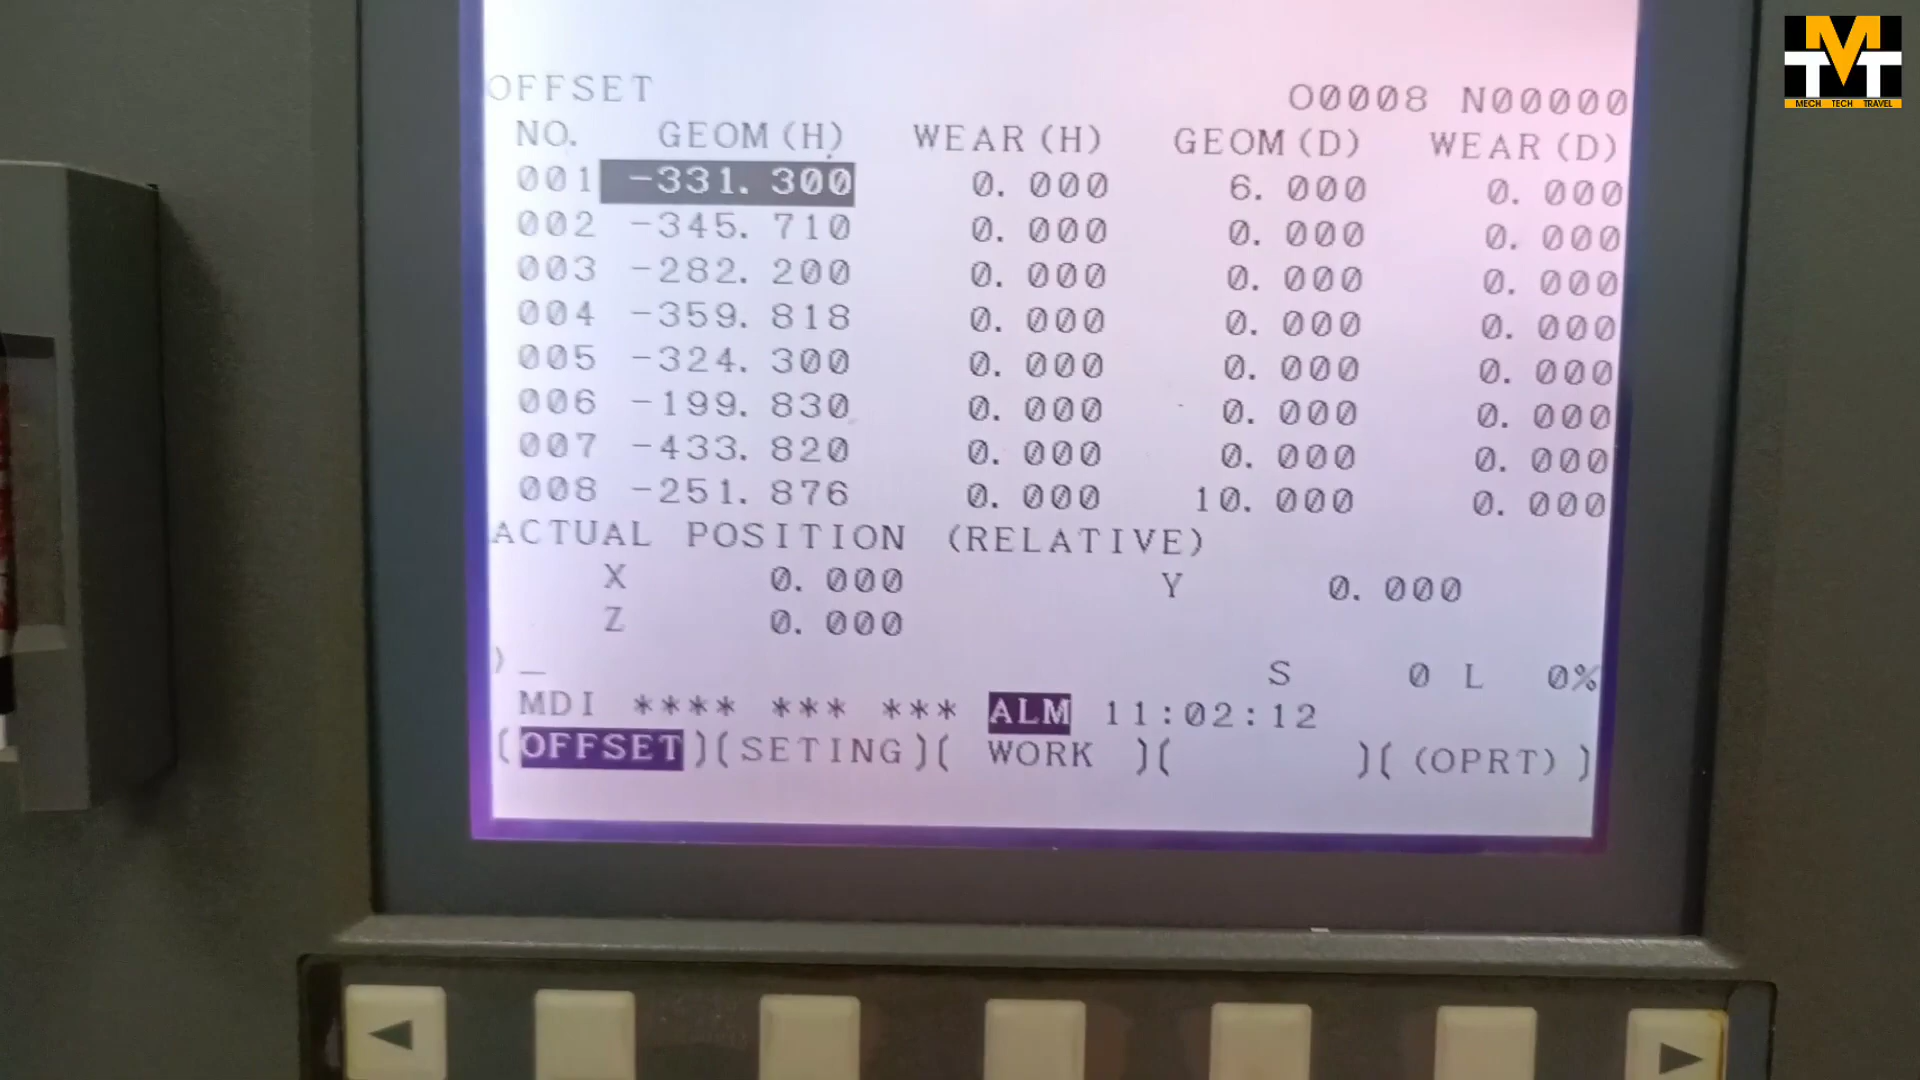 OFFSET O0008 N00000
NO. GEOM(H) WEAR(H) GEOM(D) WEAR(D)
001 -331.300 0.000 6.000 0.000
002 -345.710 0.000 0.000 0.000
003 -282.200 0.000 0.000 0.000
004 -359.818 0.000 0.000 0.000
005 -324.300 0.000 0.000 0.000
006 -199.830 0.000 0.000 0.000
007 -433.820 0.000 0.000 0.000
008 -251.876 0.000 10.000 0.000
ACTUAL POSITION (RELATIVE)
X 0.000 Y 0.000
Z 0.000
)_ S 0 L 0%
MDI **** *** *** ALM 11:02:12
(OFFSET)(SETING)( WORK )( )((OPRT))
MTT
MECH TECH TRAVEL